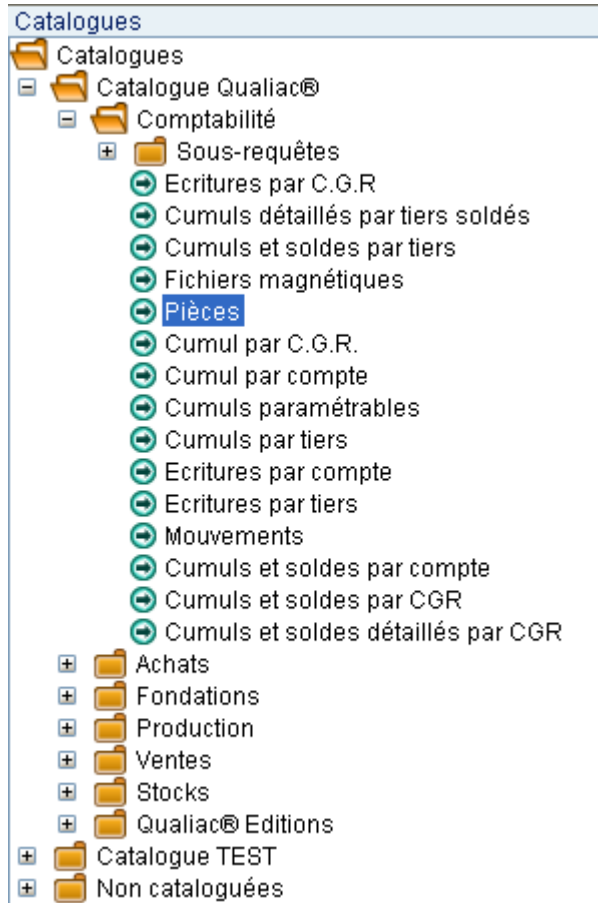 Catalogues
Catalogues
Catalogue Qualiac®
Comptabilité
Sous-requêtes
Ecritures par C.G.R
Cumuls détaillés par tiers soldés
Cumuls et soldes par tiers
Fichiers magnétiques
Pièces
Cumul par C.G.R.
Cumul par compte
Cumuls paramétrables
Cumuls par tiers
Ecritures par compte
Ecritures par tiers
Mouvements
Cumuls et soldes par compte
Cumuls et soldes par CGR
Cumuls et soldes détaillés par CGR
Achats
Fondations
Production
Ventes
Stocks
Qualiac® Editions
Catalogue TEST
Non cataloguées